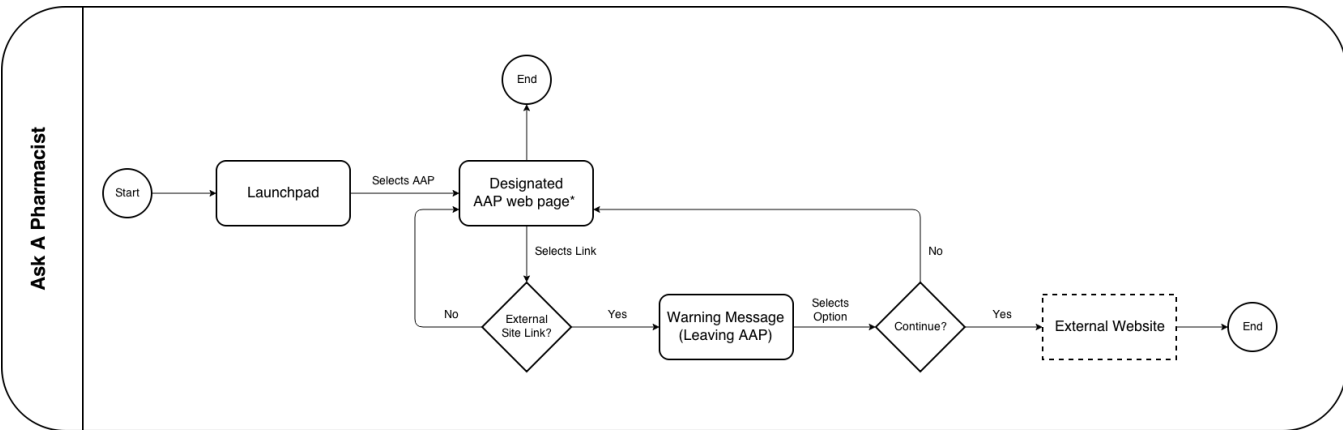 Ask A Pharmacist
Start
Launchpad
Selects AAP
Designated
AAP web page*
End
Selects Link
External
Site Link?
No
Yes
Warning Message
(Leaving AAP)
Selects
Option
Continue?
No
Yes
External Website
End